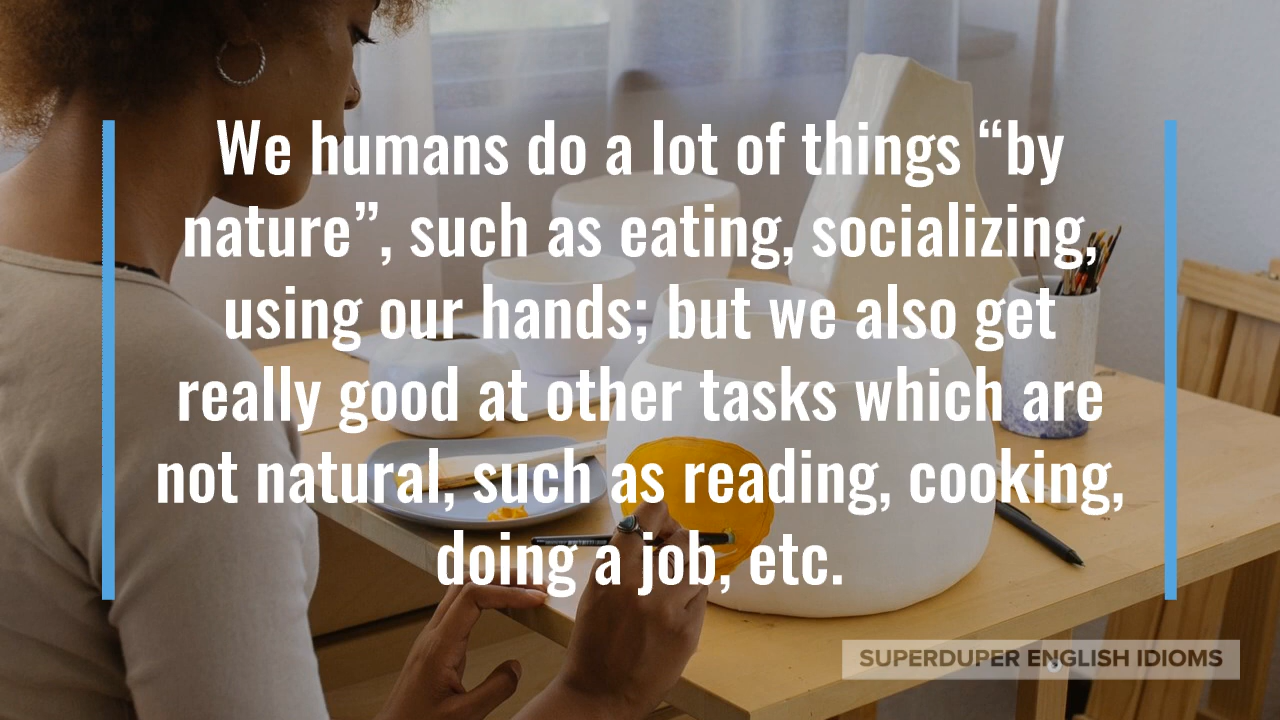 We humans do a lot of things “by
nature”, such as eating, socializing,
using our hands; but we also get
really good at other tasks which are
not natural, such as reading, cooking,
doing a job, etc.
SUPERDUPER ENGLISH IDIOMS